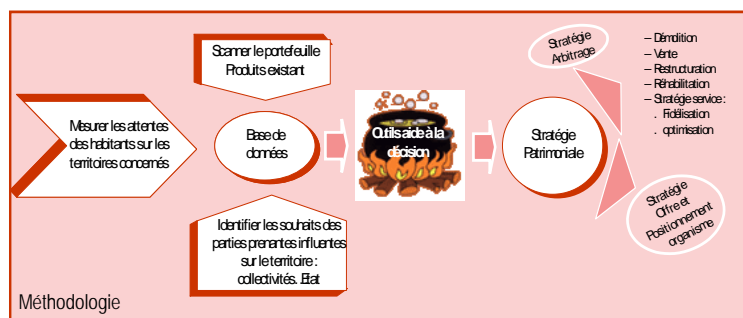 Scanner le portefeuille
Produits existant
Mesurer les attentes
des habitants sur les
territoires concernés
Base de
données
Identifier les souhaits des
parties prenantes influentes
sur le territoire :
collectivités. Etat
Outils aide à la
décision
Stratégie
Patrimoniale
Stratégie
Arbitrage
– Démolition
– Vente
– Restructuration
– Réhabilitation
– Stratégie service :
. Fidélisation
. optimisation
Stratégie
Offre et
Positionnement
organisme
Méthodologie